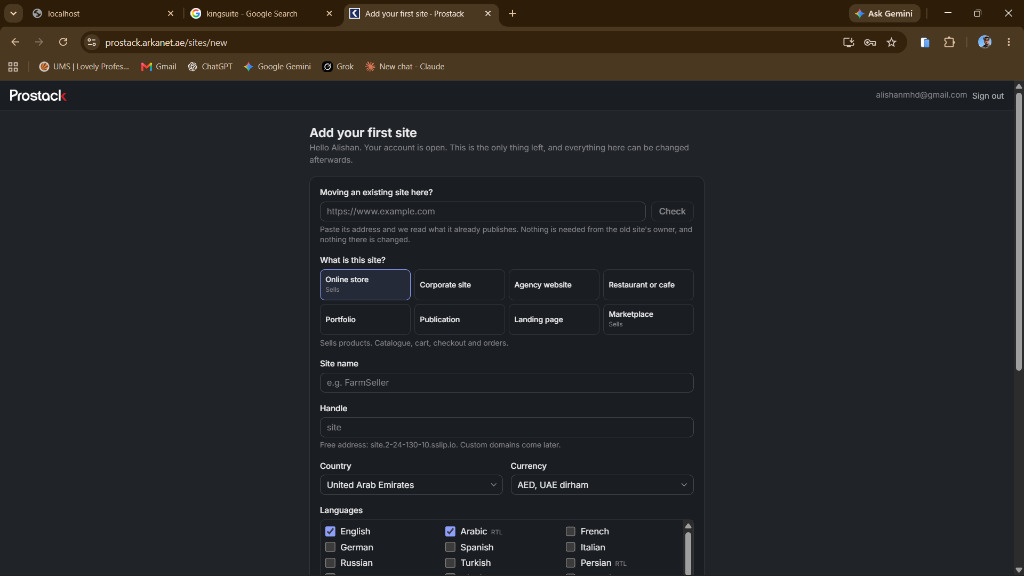 localhost
kingsuite - Google Search
Add your first site - Prostack
Ask Gemini
prostack.arkanet.ae/sites/new
UMS | Lovely Profes...
Gmail
ChatGPT
Google Gemini
Grok
New chat - Claude
Prostack
alishanmhd@gmail.com
Sign out
Add your first site
Hello Alishan. Your account is open. This is the only thing left, and everything here can be changed
afterwards.
Moving an existing site here?
https://www.example.com
Check
Paste its address and we read what it already publishes. Nothing is needed from the old site's owner, and
nothing there is changed.
What is this site?
Online store
Sells
Corporate site
Agency website
Restaurant or cafe
Portfolio
Publication
Landing page
Marketplace
Sells
Sells products. Catalogue, cart, checkout and orders.
Site name
e.g. FarmSeller
Handle
site
Free address: site.2-24-130-10.sslip.io. Custom domains come later.
Country
Currency
United Arab Emirates
AED, UAE dirham
Languages
English
Arabic RTL
French
German
Spanish
Italian
Russian
Turkish
Persian RTL